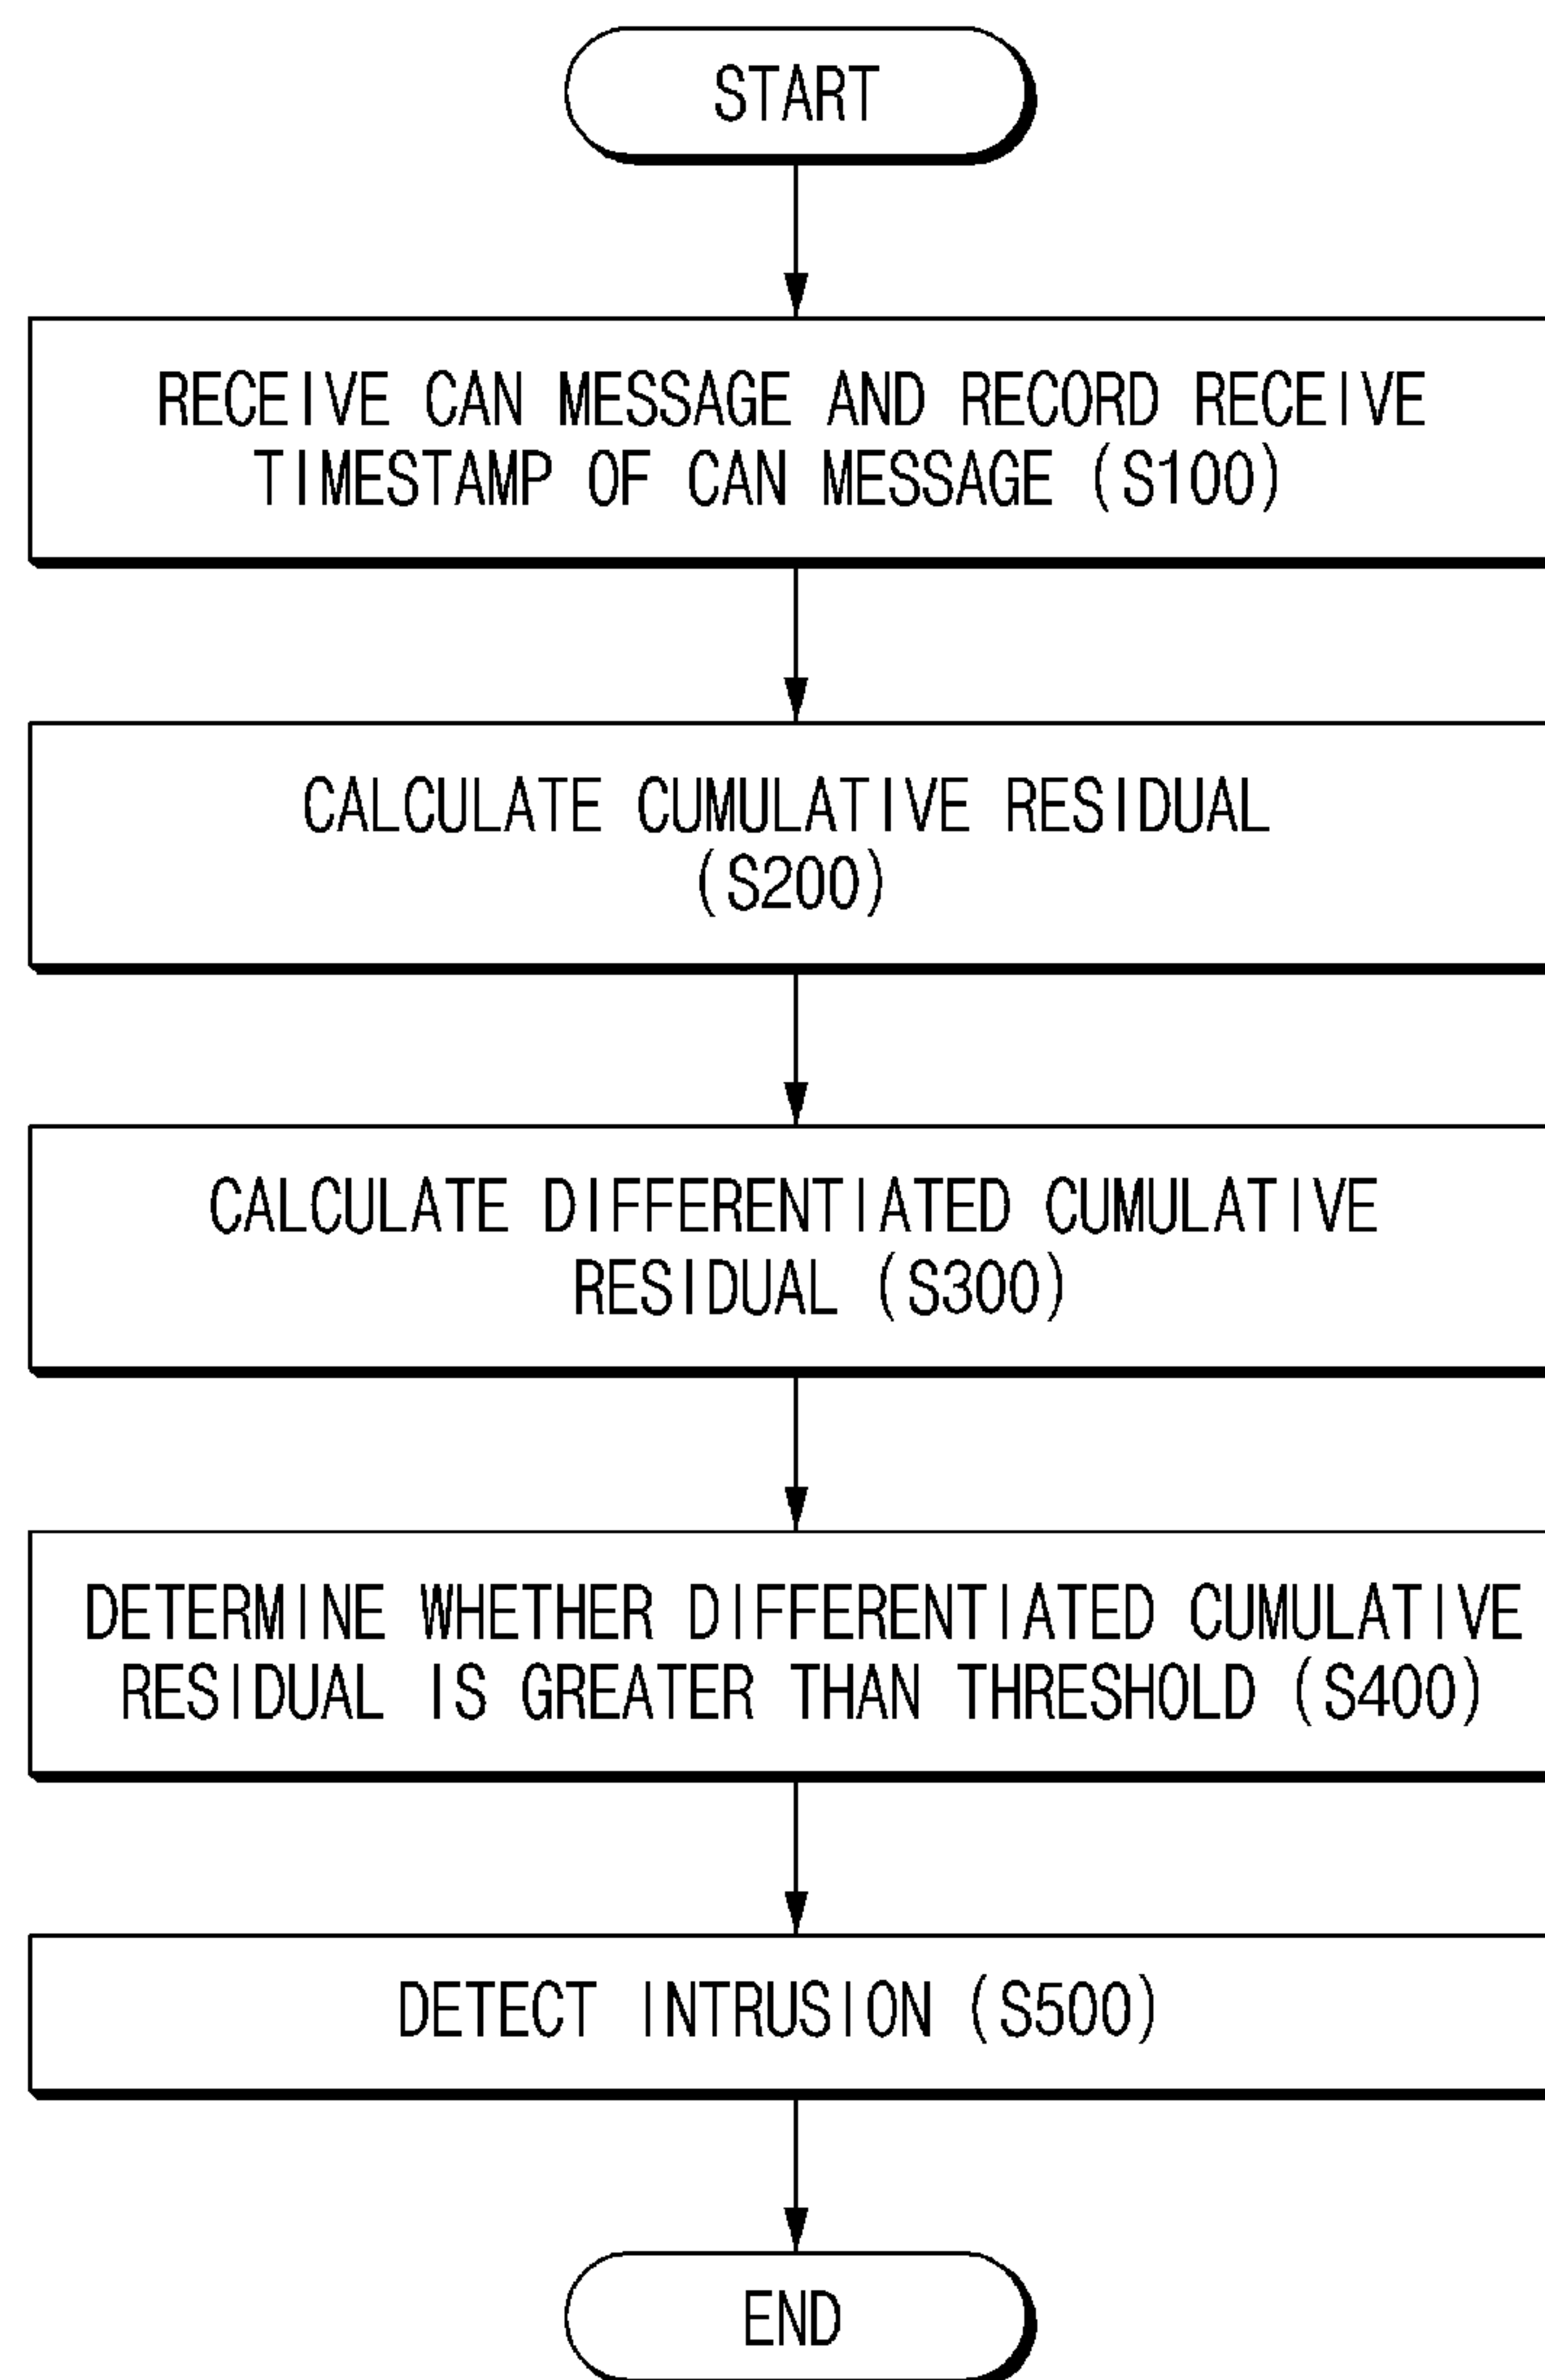 START
RECEIVE CAN MESSAGE AND RECORD RECEIVE
TIMESTAMP OF CAN MESSAGE (S100)
CALCULATE CUMULATIVE RESIDUAL
(S200)
CALCULATE DIFFERENTIATED CUMULATIVE
RESIDUAL (S300)
DETERMINE WHETHER DIFFERENTIATED CUMULATIVE
RESIDUAL IS GREATER THAN THRESHOLD (S400)
DETECT INTRUSION (S500)
END